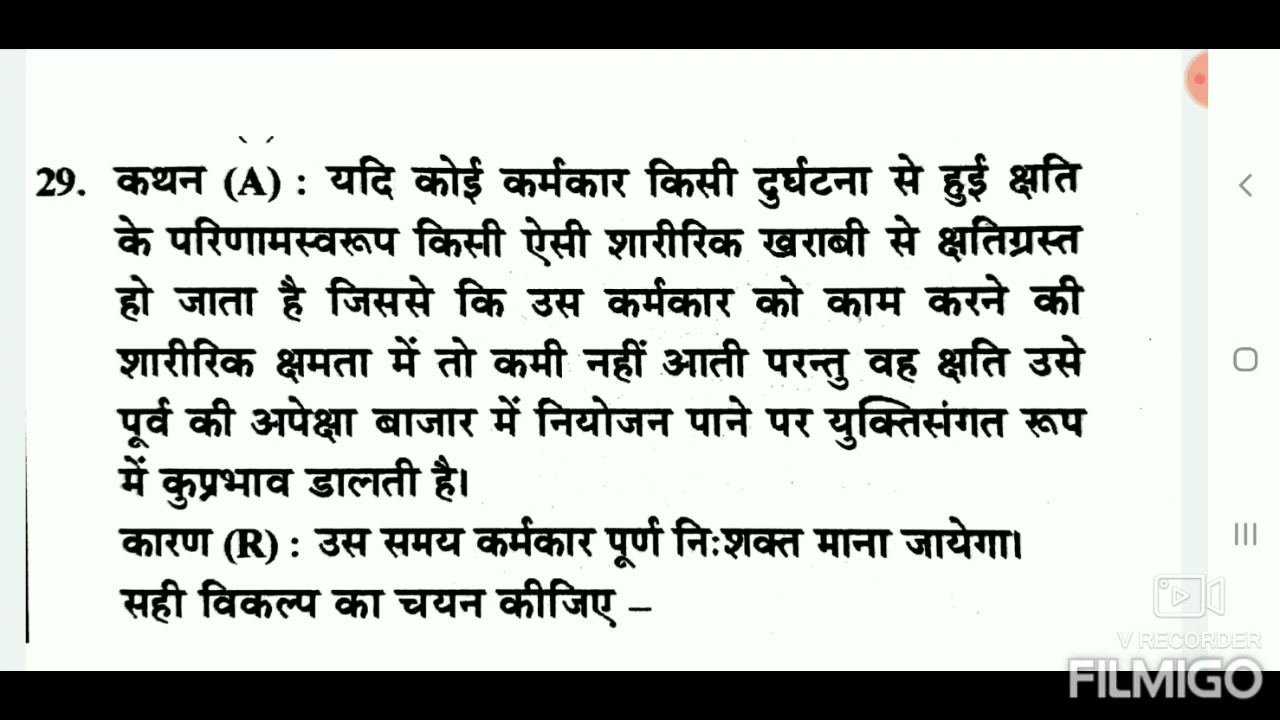 29. कथन (A) : यदि कोई कर्मकार किसी दुर्घटना से हुई क्षति
के परिणामस्वरूप किसी ऐसी शारीरिक खराबी से क्षतिग्रस्त
हो जाता है जिससे कि उस कर्मकार को काम करने की
शारीरिक क्षमता में तो कमी नहीं आती परन्तु वह क्षति उसे
पूर्व की अपेक्षा बाजार में नियोजन पाने पर युक्तिसंगत रूप
में कुप्रभाव डालती है।
कारण (R) : उस समय कर्मकार पूर्ण निःशक्त माना जायेगा।
सही विकल्प का चयन कीजिए –
V RECORDER
FILMIGO